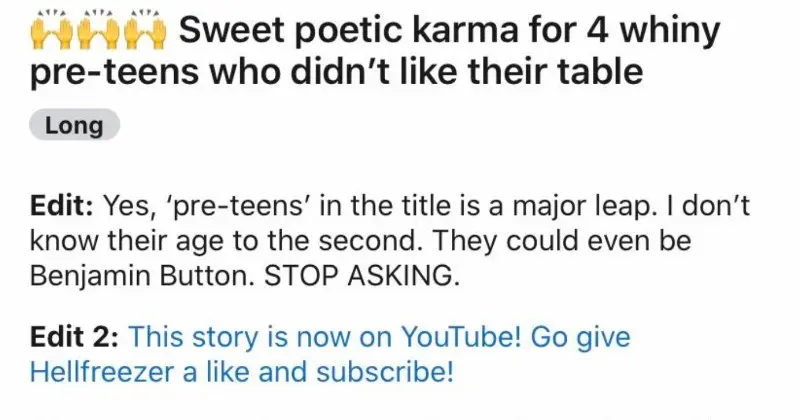 🙌🙌🙌 Sweet poetic karma for 4 whiny
pre-teens who didn’t like their table
Long
Edit: Yes, ‘pre-teens’ in the title is a major leap. I don’t
know their age to the second. They could even be
Benjamin Button. STOP ASKING.
Edit 2: This story is now on YouTube! Go give
Hellfreezer a like and subscribe!